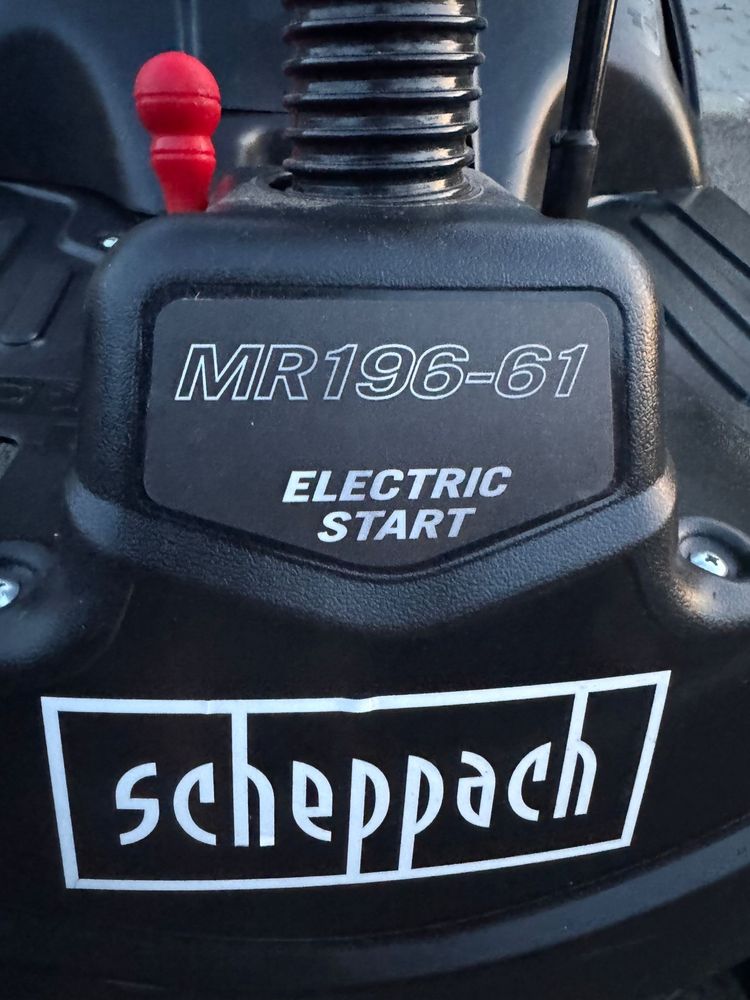 MR196-61
ELECTRIC
START
scheppach